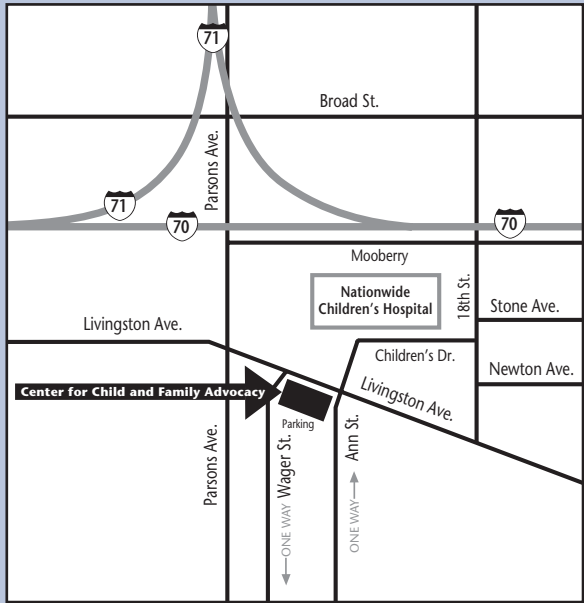 71
Broad St.
Parsons Ave.
71
70
70
Mooberry
Nationwide
Children's Hospital
18th St.
Stone Ave.
Livingston Ave.
Children's Dr.
Newton Ave.
Center for Child and Family Advocacy
Livingston Ave.
Parking
Parsons Ave.
Wager St.
Ann St.
ONE WAY
ONE WAY